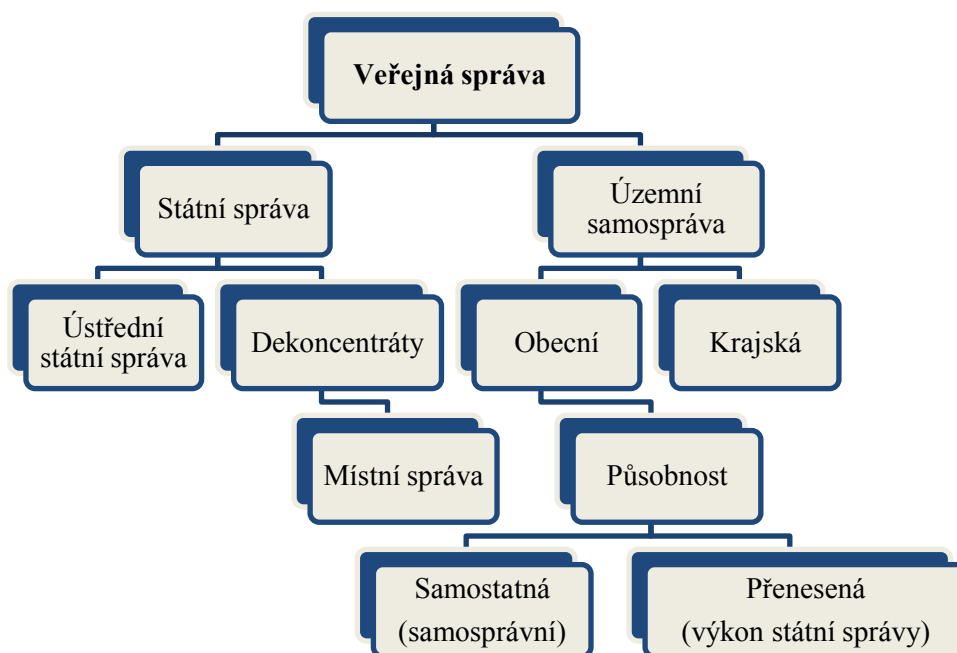 Veřejná správa
Státní správa
Územní
samospráva
Ústřední
státní správa
Dekoncentráty
Obecní
Krajská
Místní správa
Působnost
Samostatná
(samosprávní)
Přenesená
(výkon státní správy)